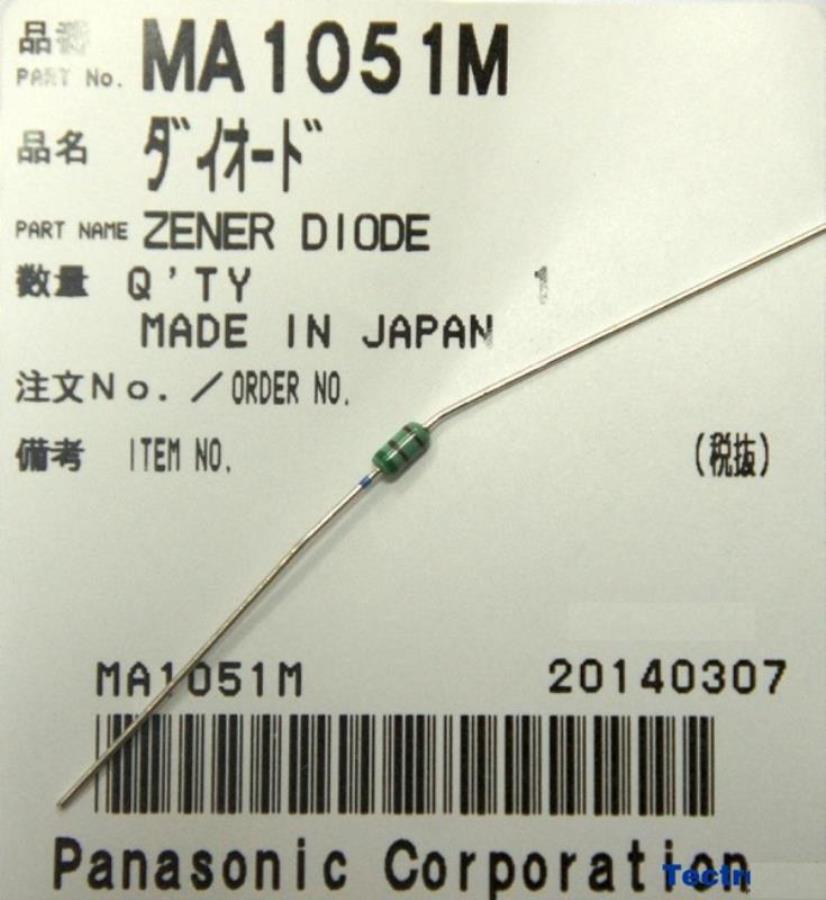 品番
PART No. MA1051M
品名 ダイオード
PART NAME ZENER DIODE
数量 Q'TY 1
MADE IN JAPAN
注文No.／ORDER NO.
備考 ITEM NO.
(税抜)
MA1051M 20140307
Panasonic Corporation